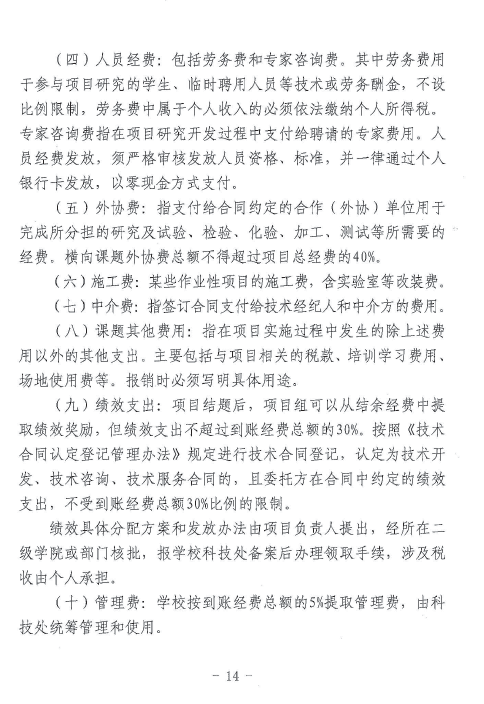 （四）人员经费：包括劳务费和专家咨询费。其中劳务费用
于参与项目研究的学生、临时聘用人员等技术或劳务酬金，不设
比例限制，劳务费中属于个人收入的必须依法缴纳个人所得税。
专家咨询费指在项目研究开发过程中支付给聘请的专家费用。人
员经费发放，须严格审核发放人员资格、标准，并一律通过个人
银行卡发放，以零现金方式支付。
（五）外协费：指支付给合同约定的合作（外协）单位用于
完成所分担的研究及试验、检验、化验、加工、测试等所需要的
经费。横向课题外协费总额不得超过项目总经费的40%。
（六）施工费：某些作业性项目的施工费，含实验室等改装费。
（七）中介费：指签订合同支付给技术经纪人和中介方的费用。
（八）课题其他费用：指在项目实施过程中发生的除上述费
用以外的其他支出。主要包括与项目相关的税款、培训学习费用、
场地使用费等。报销时必须写明具体用途。
（九）绩效支出：项目结题后，项目组可以从结余经费中提
取绩效奖励，但绩效支出不超过到账经费总额的30%。按照《技术
合同认定登记管理办法》规定进行技术合同登记，认定为技术开
发、技术咨询、技术服务合同的，且委托方在合同中约定的绩效
支出，不受到账经费总额30%比例的限制。
绩效具体分配方案和发放办法由项目负责人提出，经所在二
级学院或部门核批，报学校科技处备案后办理领取手续，涉及税
收由个人承担。
（十）管理费：学校按到账经费总额的5%提取管理费，由科
技处统筹管理和使用。
- 14 -